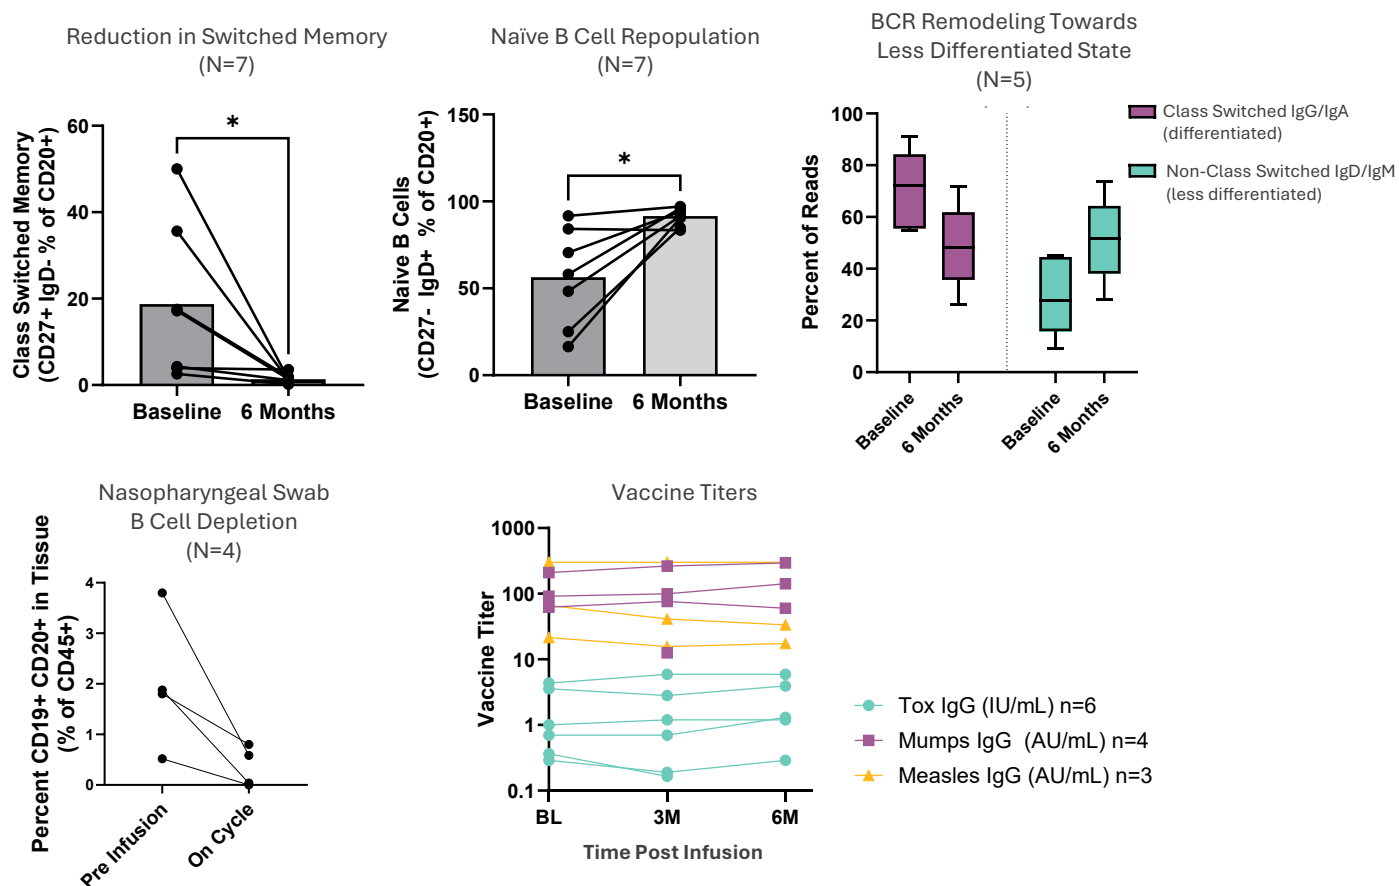 Reduction in Switched Memory
(N=7)
Class Switched Memory
(CD27+ IgD- % of CD20+)
60
40
20
0
*
Baseline
6 Months
Naïve B Cell Repopulation
(N=7)
Naive B Cells
(CD27- IgD+ % of CD20+)
150
100
50
0
*
Baseline
6 Months
BCR Remodeling Towards
Less Differentiated State
(N=5)
Percent of Reads
100
80
60
40
20
0
Baseline
6 Months
Baseline
6 Months
Class Switched IgG/IgA
(differentiated)
Non-Class Switched IgD/IgM
(less differentiated)
Nasopharyngeal Swab
B Cell Depletion
(N=4)
Percent CD19+ CD20+ in Tissue
(% of CD45+)
4
3
2
1
0
Pre Infusion
On Cycle
Vaccine Titers
Vaccine Titer
1000
100
10
1
0.1
BL
3M
6M
Time Post Infusion
Tox IgG (IU/mL) n=6
Mumps IgG (AU/mL) n=4
Measles IgG (AU/mL) n=3